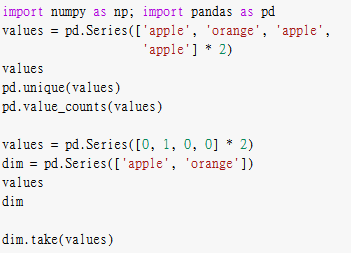 import numpy as np; import pandas as pd
values = pd.Series(['apple', 'orange', 'apple',
'apple'] * 2)
values
pd.unique(values)
pd.value_counts(values)
values = pd.Series([0, 1, 0, 0] * 2)
dim = pd.Series(['apple', 'orange'])
values
dim
dim.take(values)